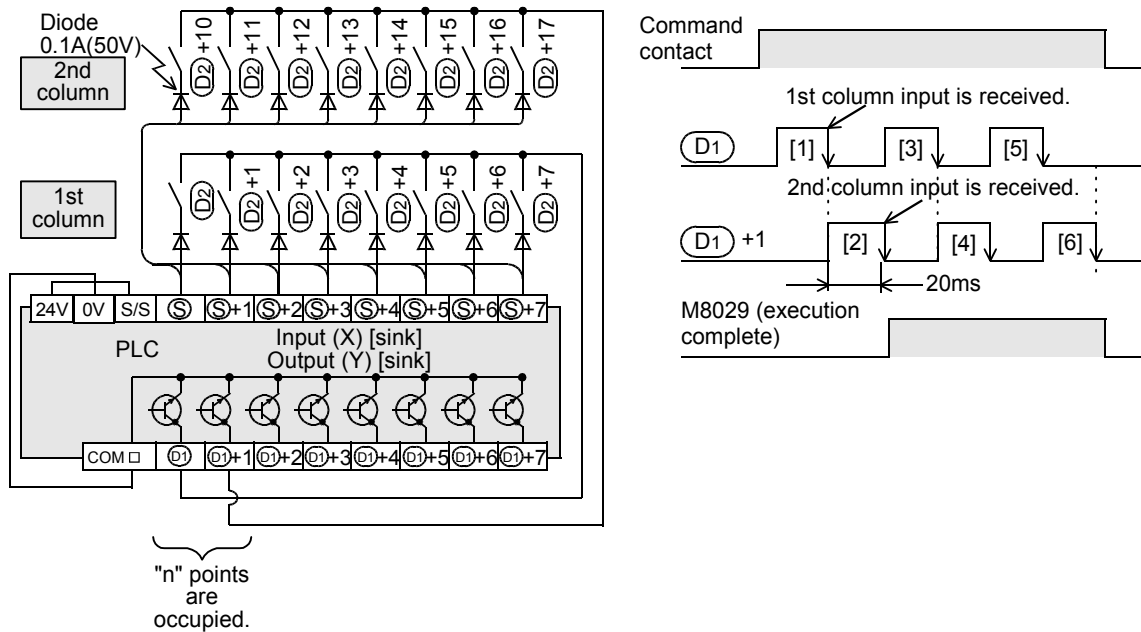 Diode
0.1A(50V)
2nd
column
D2 +10
D2 +11
D2 +12
D2 +13
D2 +14
D2 +15
D2 +16
D2 +17
1st
column
D2
D2 +1
D2 +2
D2 +3
D2 +4
D2 +5
D2 +6
D2 +7
24V 0V S/S S S+1 S+2 S+3 S+4 S+5 S+6 S+7
PLC
Input (X) [sink]
Output (Y) [sink]
COM □ D1 D1+1 D1+2 D1+3 D1+4 D1+5 D1+6 D1+7
"n" points
are
occupied.
Command
contact
1st column input is received.
D1 [1] [3] [5]
2nd column input is received.
D1 +1 [2] [4] [6]
20ms
M8029 (execution
complete)